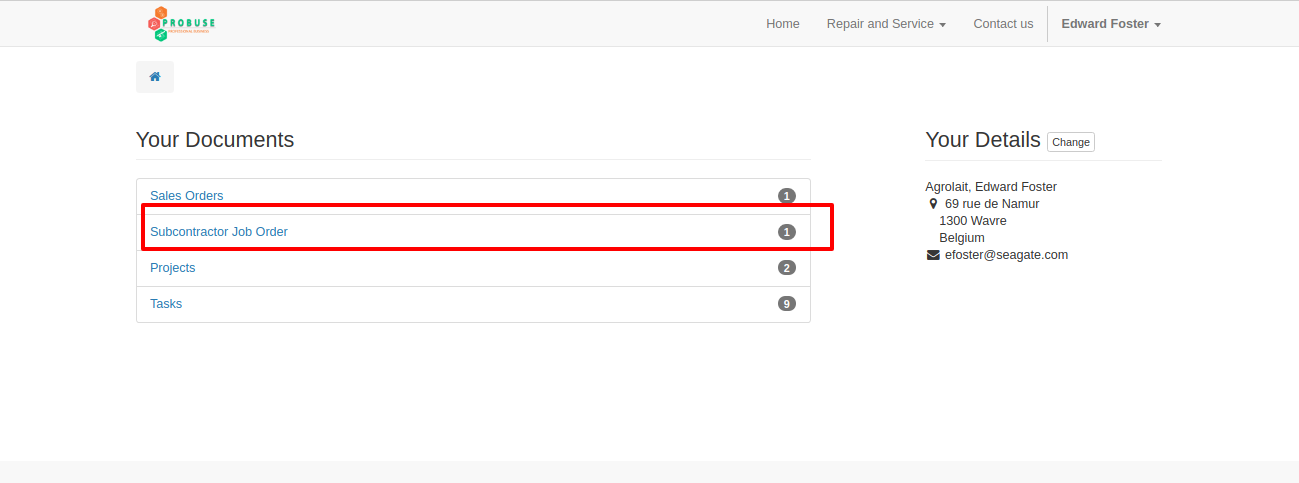 PROBUSE
Home
Repair and Service
Contact us
Edward Foster
Your Documents
Sales Orders 1
Subcontractor Job Order 1
Projects 2
Tasks 9
Your Details Change
Agrolait, Edward Foster
69 rue de Namur
1300 Wavre
Belgium
efoster@seagate.com